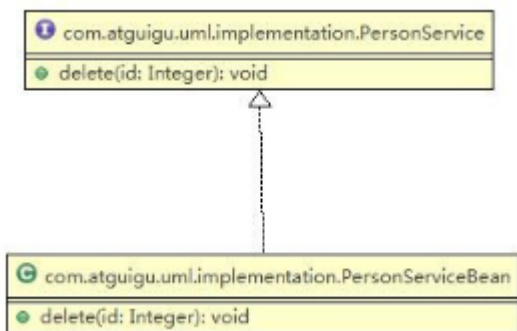 I com.atguigu.uml.implementation.PersonService
delete(id: Integer): void
C com.atguigu.uml.implementation.PersonServiceBean
delete(id: Integer): void